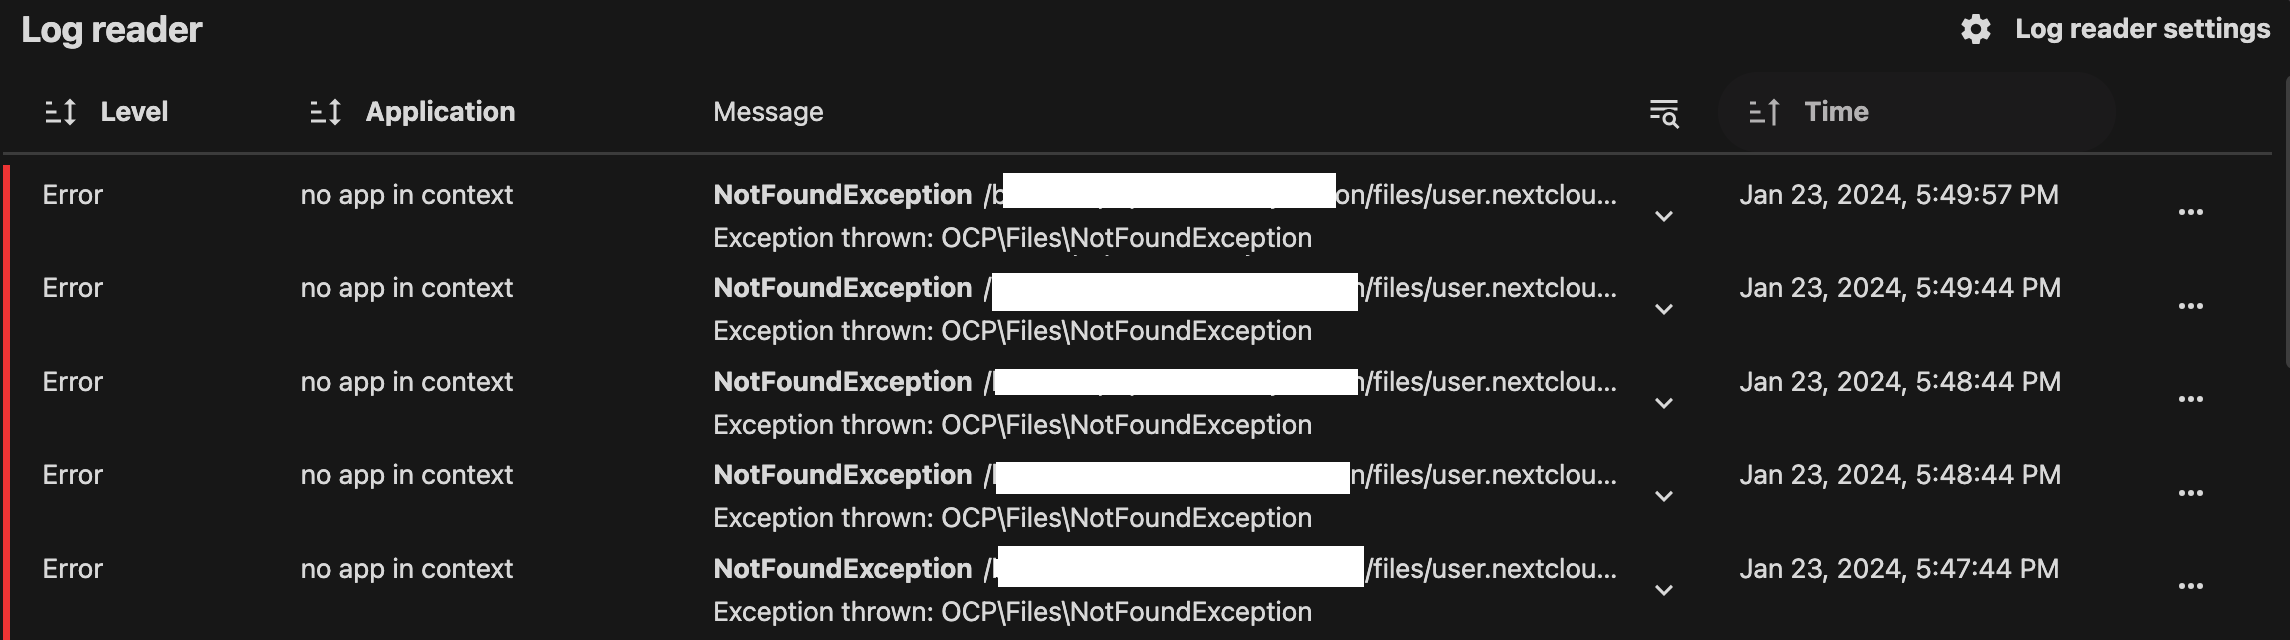 Log reader
Log reader settings
Level Application Message Time
Error no app in context NotFoundException /b on/files/user.nextclou... Jan 23, 2024, 5:49:57 PM
Exception thrown: OCP\Files\NotFoundException
Error no app in context NotFoundException / /files/user.nextclou... Jan 23, 2024, 5:49:44 PM
Exception thrown: OCP\Files\NotFoundException
Error no app in context NotFoundException / /files/user.nextclou... Jan 23, 2024, 5:48:44 PM
Exception thrown: OCP\Files\NotFoundException
Error no app in context NotFoundException / n/files/user.nextclou... Jan 23, 2024, 5:48:44 PM
Exception thrown: OCP\Files\NotFoundException
Error no app in context NotFoundException / /files/user.nextclou... Jan 23, 2024, 5:47:44 PM
Exception thrown: OCP\Files\NotFoundException